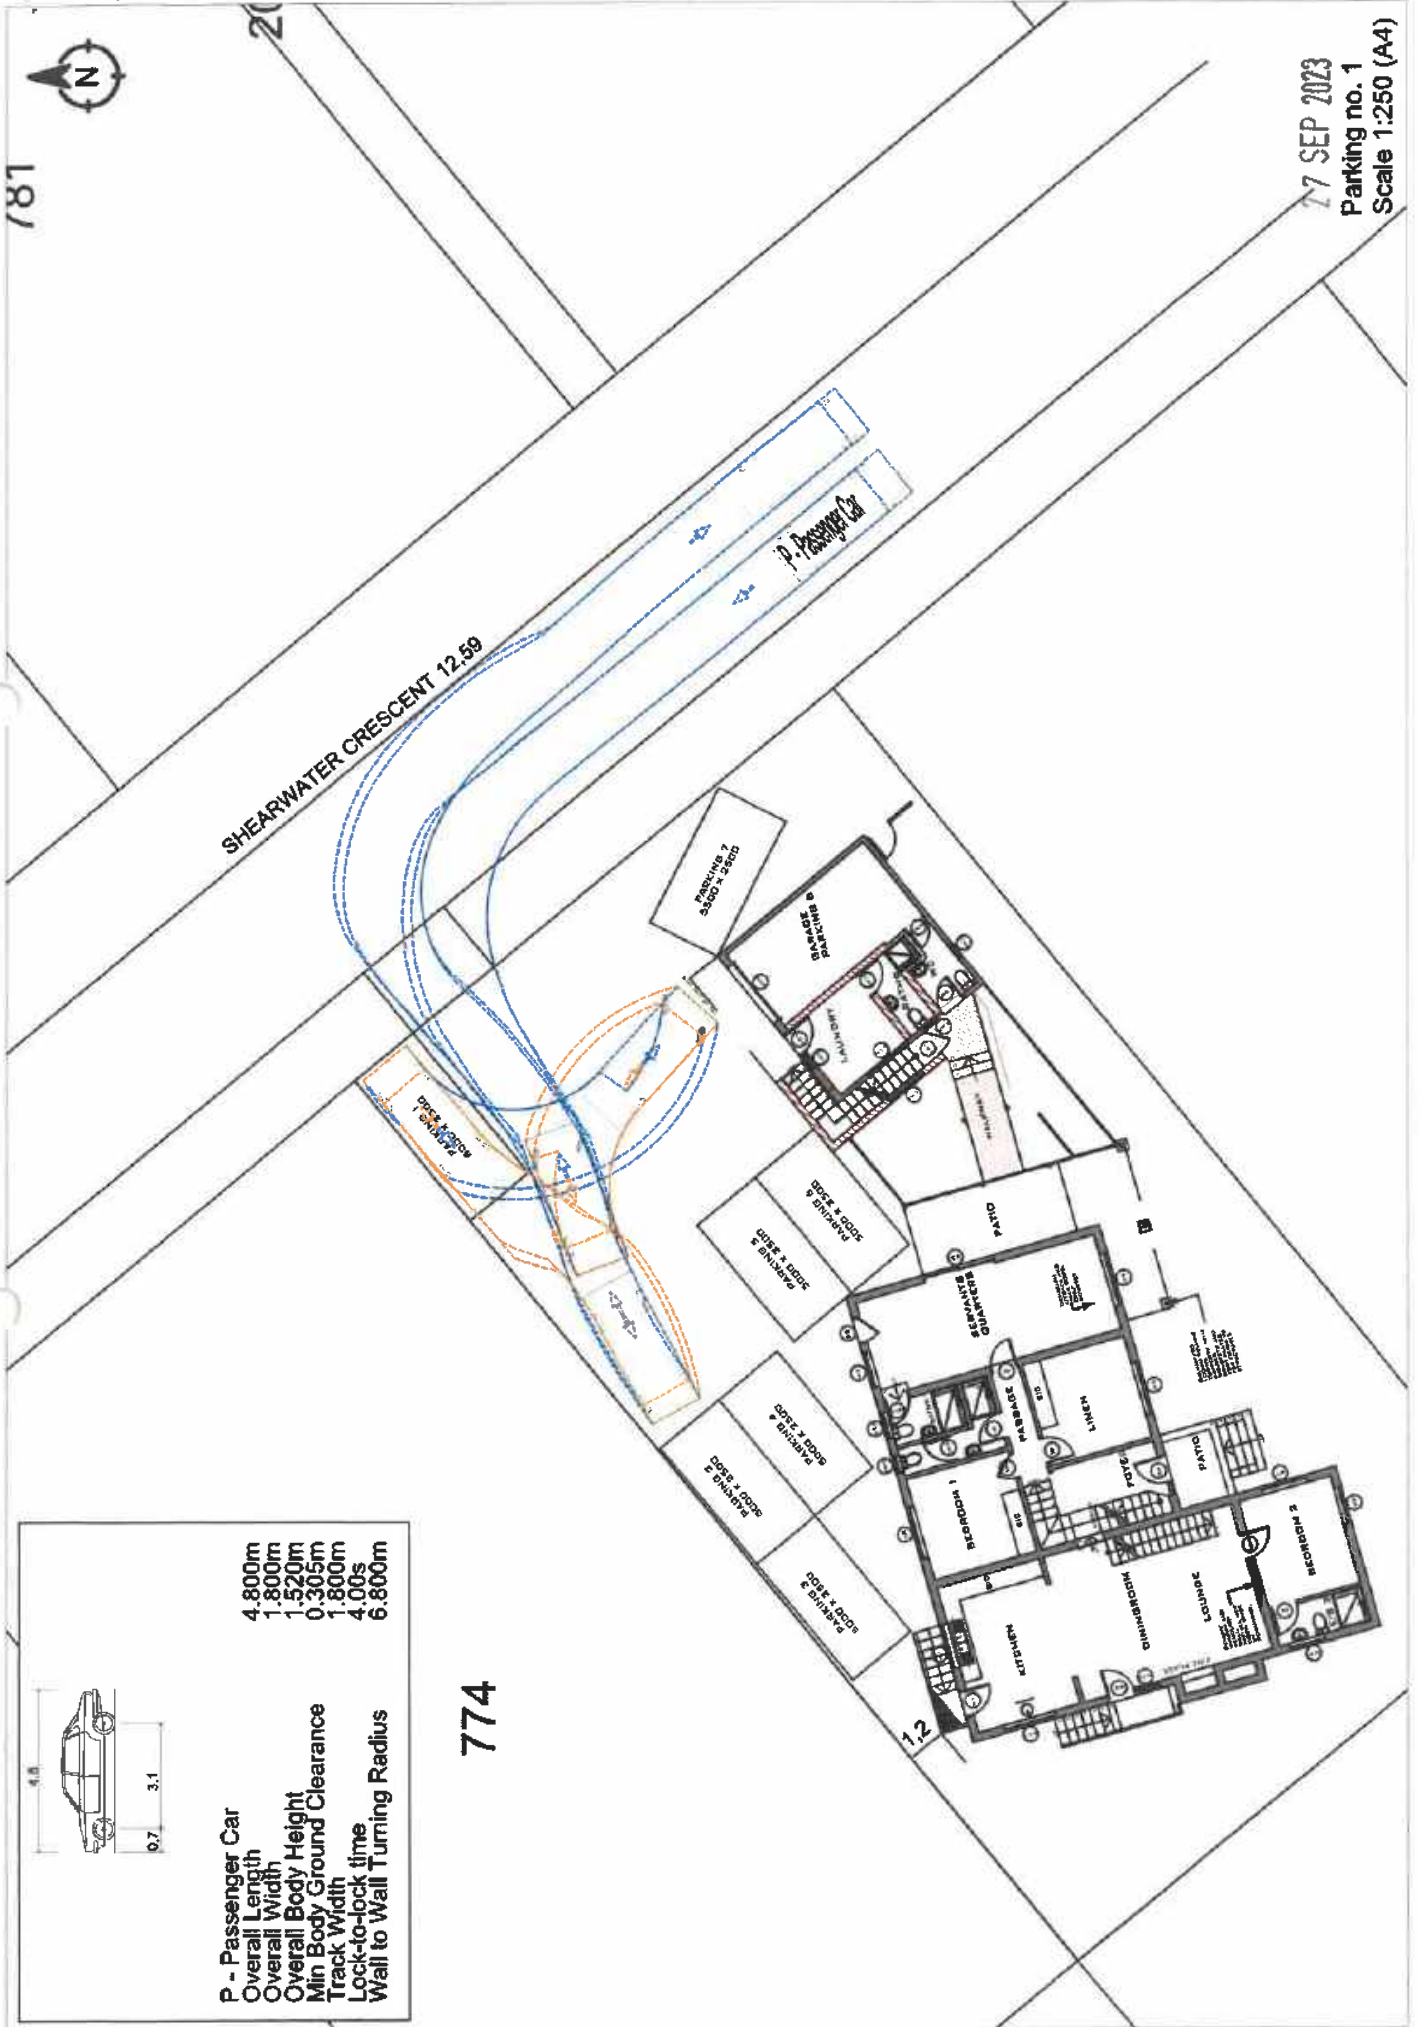 781
20
N
27 SEP 2023
Parking no. 1
Scale 1:250 (A4)
SHEARWATER CRESCENT 12,59
P - Passenger Car
PARKING 1
PARKING 7
5500 x 2500
GARAGE
PARKING 8
LAUNDRY
PARKING 6
5000 x 2500
PARKING 5
5000 x 2500
PATIO
SERVANTS
QUARTERS
PARKING 4
5000 x 2500
PARKING 2
5000 x 2500
PARKING 3
5000 x 2500
PASSAGE
LINEN
BEDROOM 1
FOYER
PATIO
BEDROOM 2
KITCHEN
DININGROOM
LOUNGE
1,2
774
4.8
0.7
3.1
P - Passenger Car
Overall Length 4.800m
Overall Width 1.800m
Overall Body Height 1.520m
Min Body Ground Clearance 0.305m
Track Width 1.800m
Lock-to-lock time 4.00s
Wall to Wall Turning Radius 6.800m